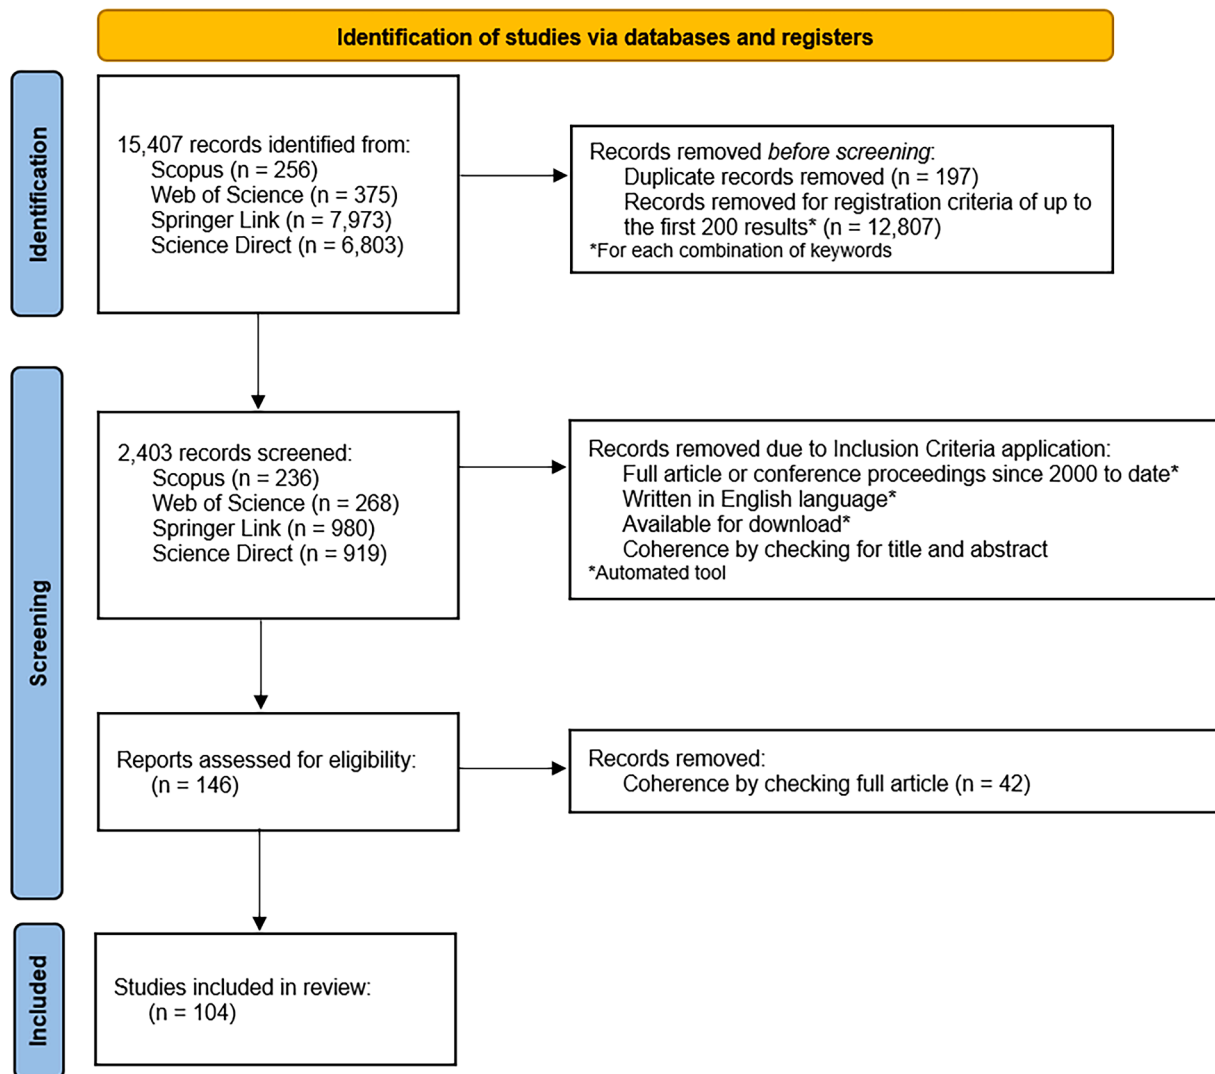 Identification of studies via databases and registers
Identification
15,407 records identified from:
Scopus (n = 256)
Web of Science (n = 375)
Springer Link (n = 7,973)
Science Direct (n = 6,803)
Records removed before screening:
Duplicate records removed (n = 197)
Records removed for registration criteria of up to
the first 200 results* (n = 12,807)
*For each combination of keywords
Screening
2,403 records screened:
Scopus (n = 236)
Web of Science (n = 268)
Springer Link (n = 980)
Science Direct (n = 919)
Records removed due to Inclusion Criteria application:
Full article or conference proceedings since 2000 to date*
Written in English language*
Available for download*
Coherence by checking for title and abstract
*Automated tool
Reports assessed for eligibility:
(n = 146)
Records removed:
Coherence by checking full article (n = 42)
Included
Studies included in review:
(n = 104)